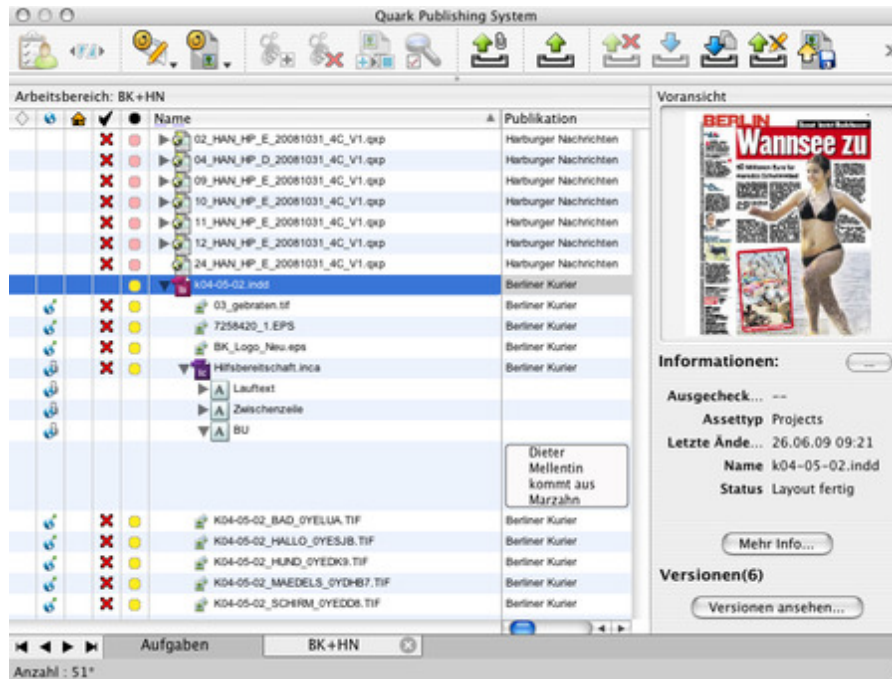 Quark Publishing System
Arbeitsbereich: BK+HN
Name Publikation
02_HAN_HP_E_20081031_4C_V1.qxp Harburger Nachrichten
04_HAN_HP_D_20081031_4C_V1.qxp Harburger Nachrichten
09_HAN_HP_E_20081031_4C_V1.qxp Harburger Nachrichten
10_HAN_HP_E_20081031_4C_V1.qxp Harburger Nachrichten
11_HAN_HP_E_20081031_4C_V1.qxp Harburger Nachrichten
12_HAN_HP_E_20081031_4C_V1.qxp Harburger Nachrichten
24_HAN_HP_E_20081031_4C_V1.qxp Harburger Nachrichten
k04-05-02.indd Berliner Kurier
03_gebraten.tif Berliner Kurier
7258420_1.EPS Berliner Kurier
BK_Logo_Neu.eps Berliner Kurier
Hilfsbereitschaft.inca Berliner Kurier
A Lauftext
A Zwischenzeile
A BU
Dieter
Mellentin
kommt aus
Marzahn
K04-05-02_BAD_0YELUA.TIF Berliner Kurier
K04-05-02_HALLO_0YESJB.TIF Berliner Kurier
K04-05-02_HUND_0YEDK9.TIF Berliner Kurier
K04-05-02_MAEDELS_0YDHB7.TIF Berliner Kurier
K04-05-02_SCHIRM_0YEDD8.TIF Berliner Kurier
Voransicht
BERLIN
Wannsee zu
Informationen: ...
Ausgecheck... --
Assettyp Projects
Letzte Ände... 26.06.09 09:21
Name k04-05-02.indd
Status Layout fertig
Mehr Info...
Versionen(6)
Versionen ansehen...
Aufgaben BK+HN
Anzahl : 51*